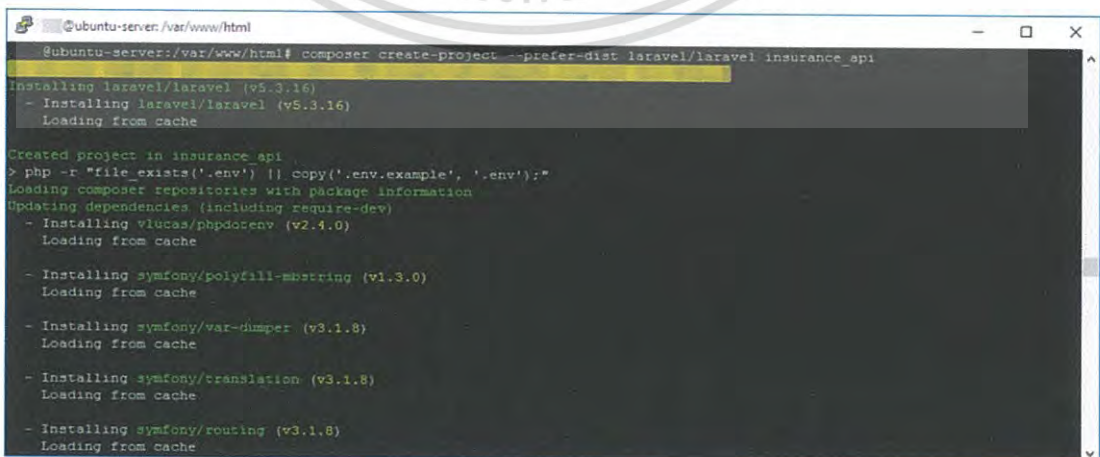 @ubuntu-server: /var/www/html
@ubuntu-server:/var/www/html# composer create-project --prefer-dist laravel/laravel insurance_api
Installing laravel/laravel (v5.3.16)
- Installing laravel/laravel (v5.3.16)
Loading from cache
Created project in insurance_api
> php -r "file_exists('.env') || copy('.env.example', '.env');"
Loading composer repositories with package information
Updating dependencies (including require-dev)
- Installing vlucas/phpdotenv (v2.4.0)
Loading from cache
- Installing symfony/polyfill-mbstring (v1.3.0)
Loading from cache
- Installing symfony/var-dumper (v3.1.8)
Loading from cache
- Installing symfony/translation (v3.1.8)
Loading from cache
- Installing symfony/routing (v3.1.8)
Loading from cache